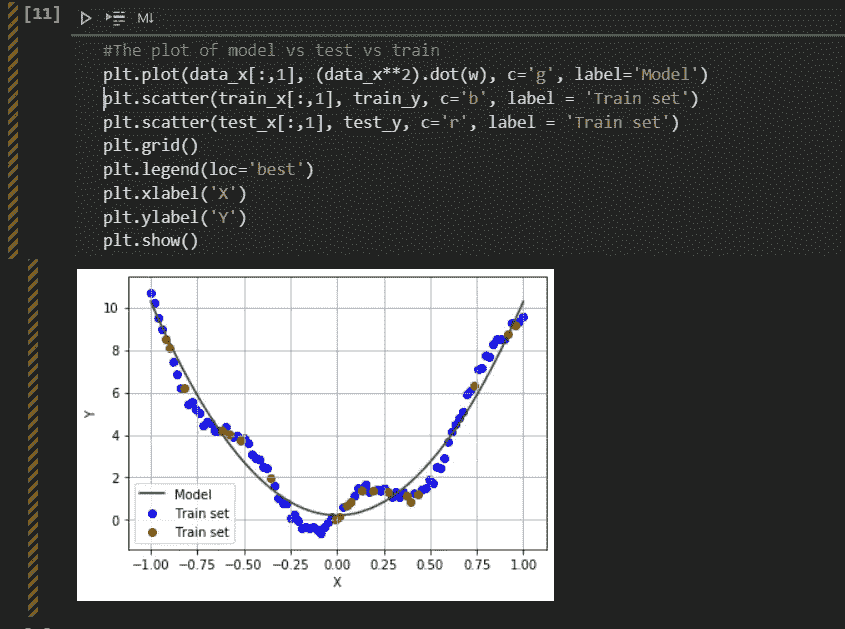 [11]
M↓
#The plot of model vs test vs train
plt.plot(data_x[:,1], (data_x**2).dot(w), c='g', label='Model')
plt.scatter(train_x[:,1], train_y, c='b', label = 'Train set')
plt.scatter(test_x[:,1], test_y, c='r', label = 'Train set')
plt.grid()
plt.legend(loc='best')
plt.xlabel('X')
plt.ylabel('Y')
plt.show()
10
8
6
4
2
0
Y
Model
Train set
Train set
−1.00 −0.75 −0.50 −0.25 0.00 0.25 0.50 0.75 1.00
X